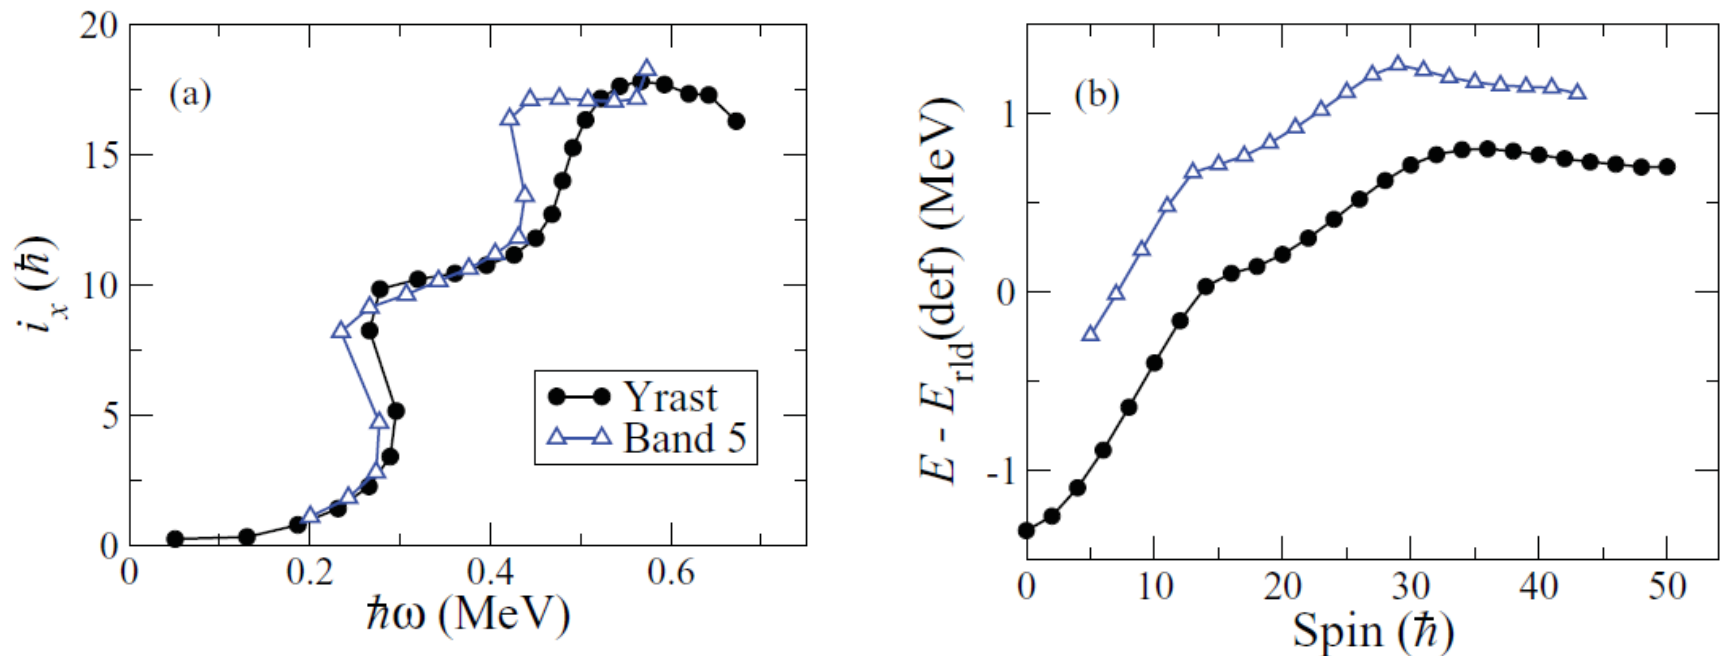 20
15
10
5
0
(a)
i_x (ℏ)
Yrast
Band 5
0
0.2
0.4
0.6
ℏω (MeV)
1
0
-1
(b)
E - E_rld(def) (MeV)
0
10
20
30
40
50
Spin (ℏ)